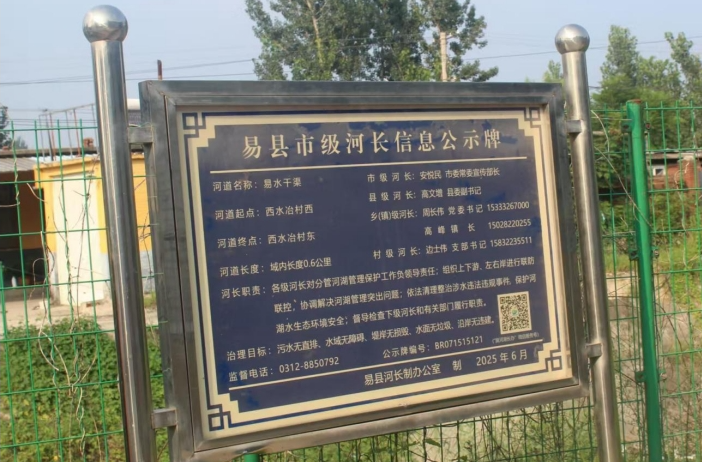 易县市级河长信息公示牌
河道名称：易水干渠
河道起点：西水冶村西
河道终点：西水冶村东
河道长度：域内长度0.6公里
市级河长：安悦民 市委常委宣传部长
县级河长：高文增 县委副书记
乡(镇)级河长：周长伟 党委书记 15333267000
高峰 镇长 15028220255
村级河长：边士伟 支部书记 15832235511
河长职责：各级河长对分管河湖管理保护工作负领导责任；组织上下游、左右岸进行联防
联控，协调解决河湖管理突出问题；依法清理整治涉水违法违规事件，保护河
湖水生态环境安全；督导检查下级河长和有关部门履行职责。
治理目标：污水无直排、水域无障碍、堤岸无损毁、水面无垃圾、沿岸无违建。
监督电话：0312-8850792
公示牌编号：BR071515121
易县河长制办公室 制 2025年6月